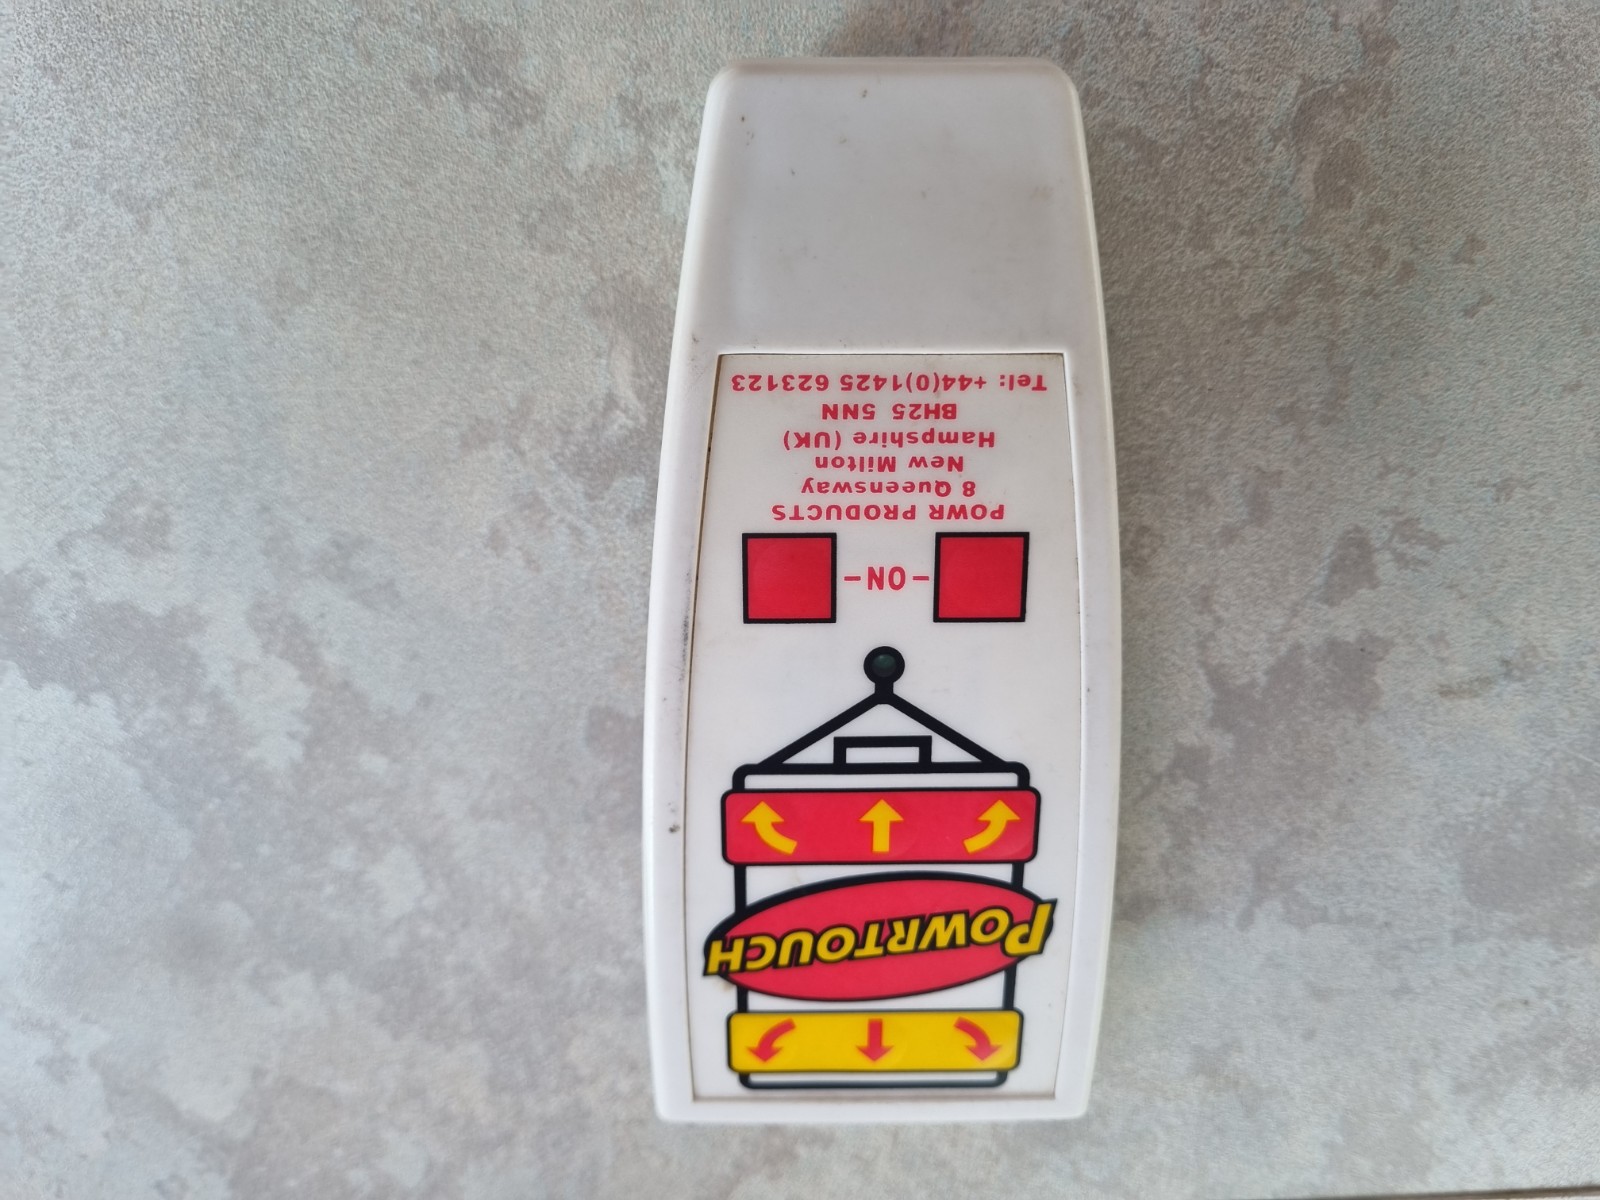 POWRTOUCH
-ON-
POWR PRODUCTS
8 Queensway
New Milton
Hampshire (UK)
BH25 5NN
Tel: +44(0)1425 623123